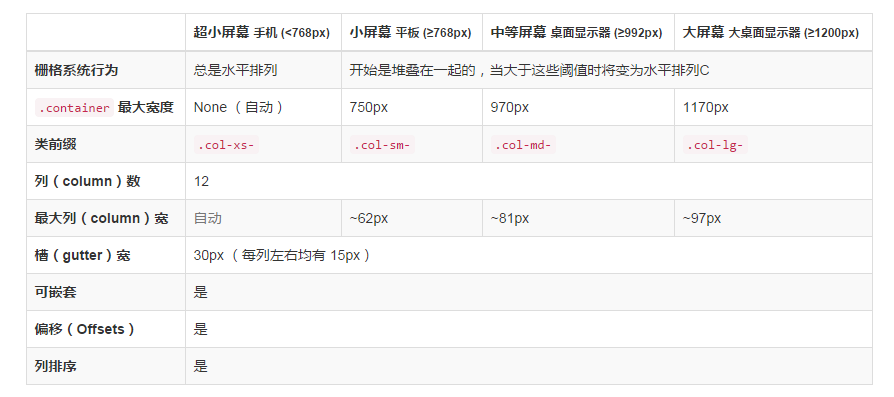 超小屏幕 手机 (<768px) 小屏幕 平板 (≥768px) 中等屏幕 桌面显示器 (≥992px) 大屏幕 大桌面显示器 (≥1200px)
栅格系统行为 总是水平排列 开始是堆叠在一起的，当大于这些阈值时将变为水平排列C
.container 最大宽度 None （自动） 750px 970px 1170px
类前缀 .col-xs- .col-sm- .col-md- .col-lg-
列（column）数 12
最大列（column）宽 自动 ~62px ~81px ~97px
槽（gutter）宽 30px （每列左右均有 15px）
可嵌套 是
偏移（Offsets） 是
列排序 是